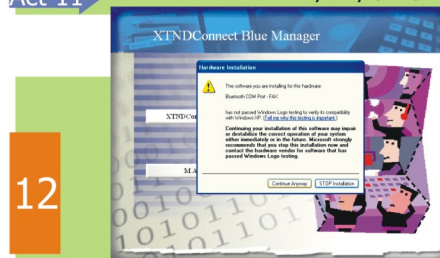 Act 11
XTNDConnect Blue Manager
Hardware Installation
The software you are installing for this hardware
Bluetooth COM Port - FAX
has not passed Windows Logo testing to verify its compatibility
with Windows XP. (Tell me why this testing is important.)
Continuing your installation of this software may impair
or destabilize the correct operation of your system
either immediately or in the future. Microsoft strongly
recommends that you stop this installation now and
contact the hardware vendor for software that has
passed Windows Logo testing.
Continue Anyway
STOP Installation
12